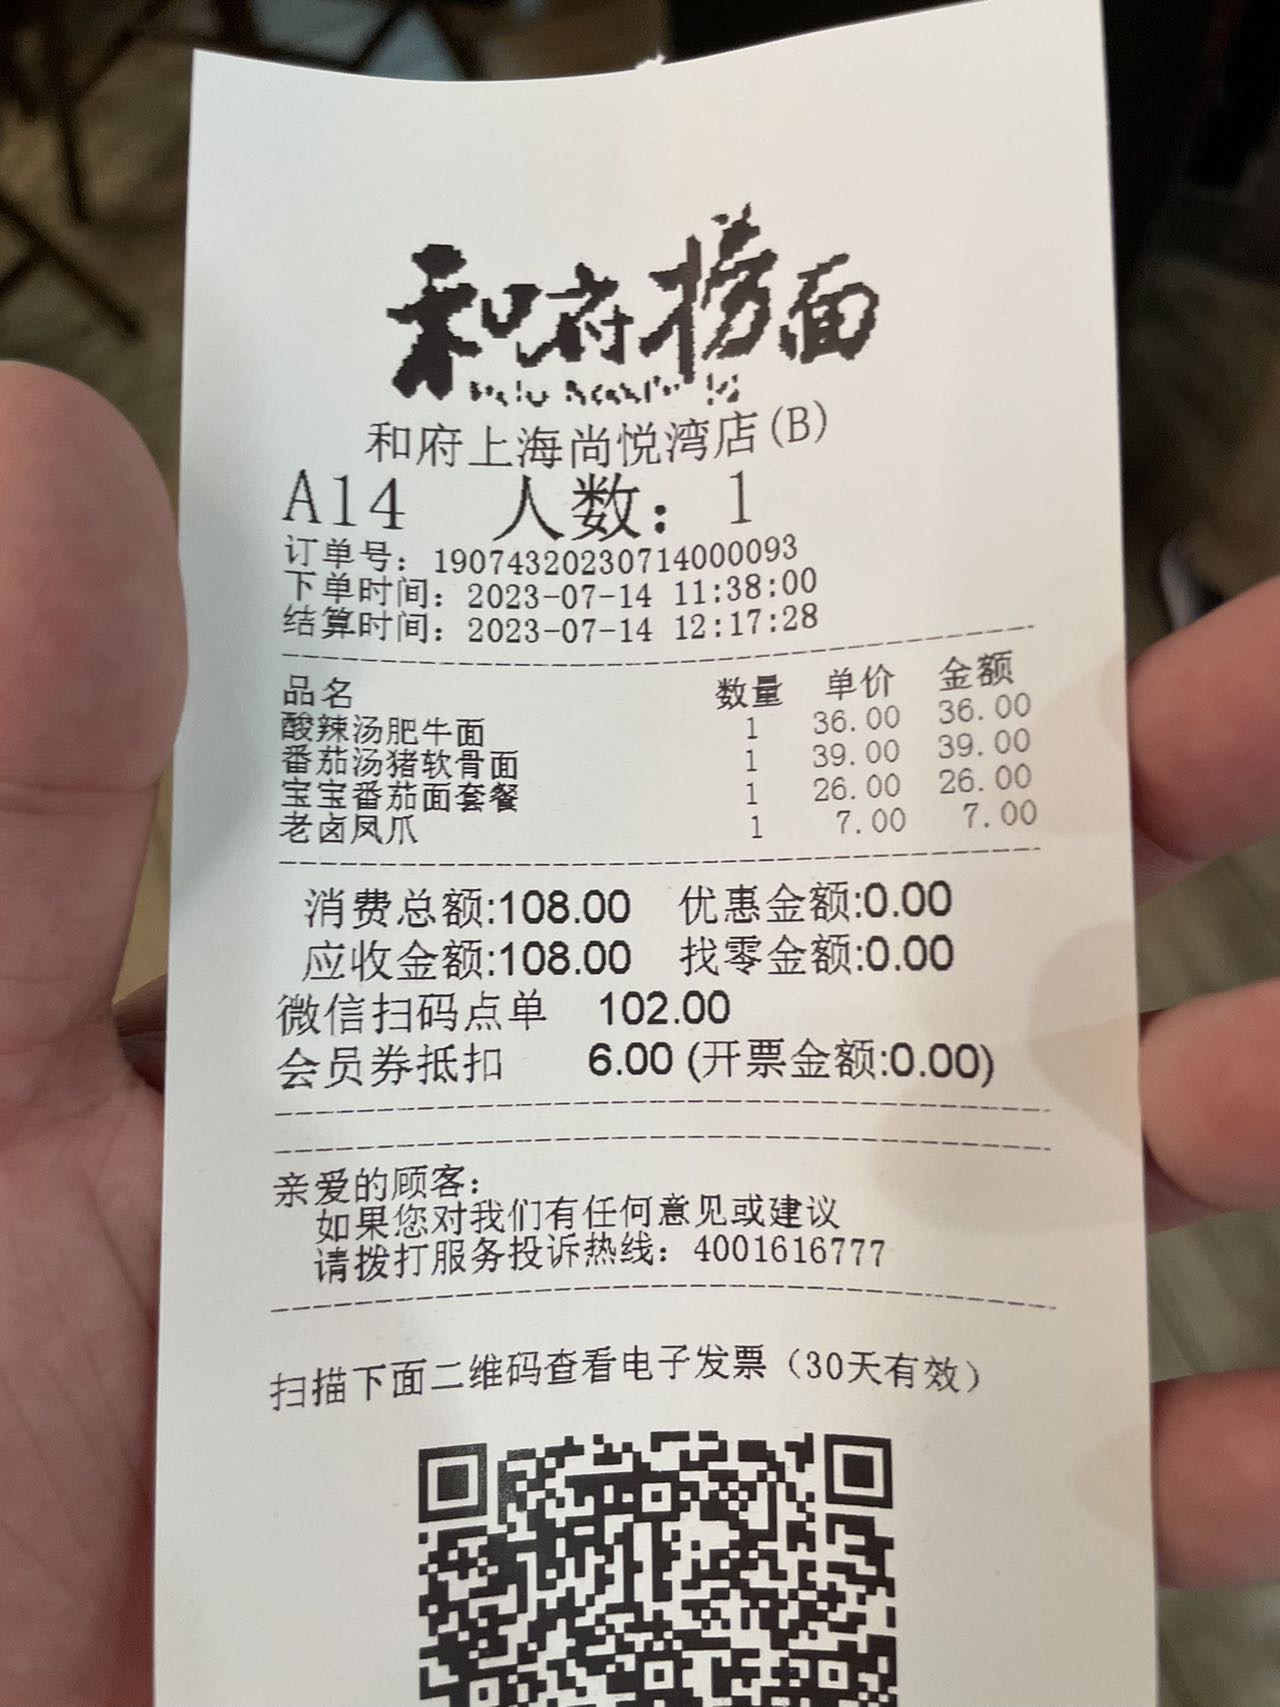 和府捞面
和府上海尚悦湾店(B)
A14 人数: 1
订单号: 19074320230714000093
下单时间: 2023-07-14 11:38:00
结算时间: 2023-07-14 12:17:28
品名 数量 单价 金额
酸辣汤肥牛面 1 36.00 36.00
番茄汤猪软骨面 1 39.00 39.00
宝宝番茄面套餐 1 26.00 26.00
老卤凤爪 1 7.00 7.00
消费总额:108.00 优惠金额:0.00
应收金额:108.00 找零金额:0.00
微信扫码点单 102.00
会员券抵扣 6.00 (开票金额:0.00)
亲爱的顾客:
如果您对我们有任何意见或建议
请拨打服务投诉热线: 4001616777
扫描下面二维码查看电子发票（30天有效）